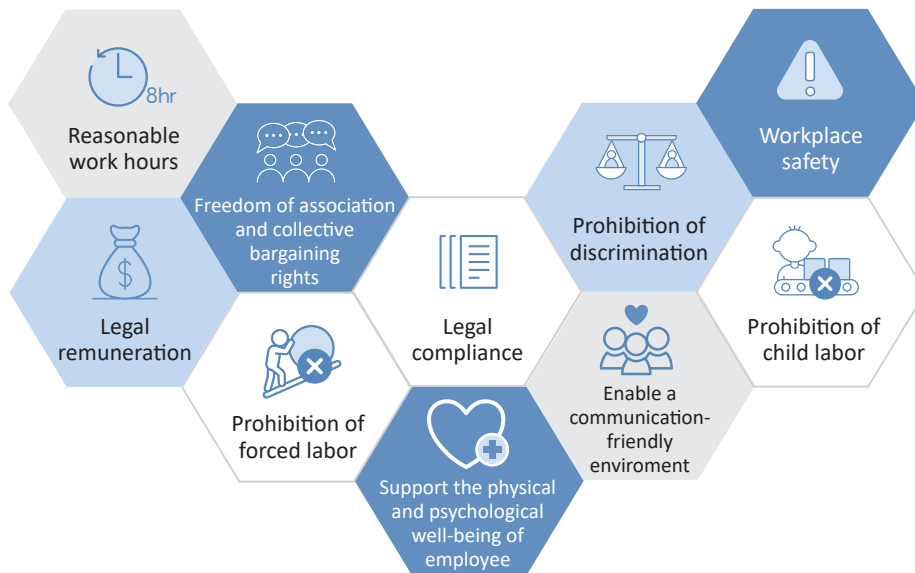 8hr
Reasonable
work hours
Freedom of association
and collective
bargaining
rights
Prohibition of
discrimination
Workplace
safety
$
Legal
remuneration
Prohibition of
forced labor
Legal
compliance
Enable a
communication-
friendly
enviroment
Prohibition of
child labor
Support the physical
and psychological
well-being of
employee